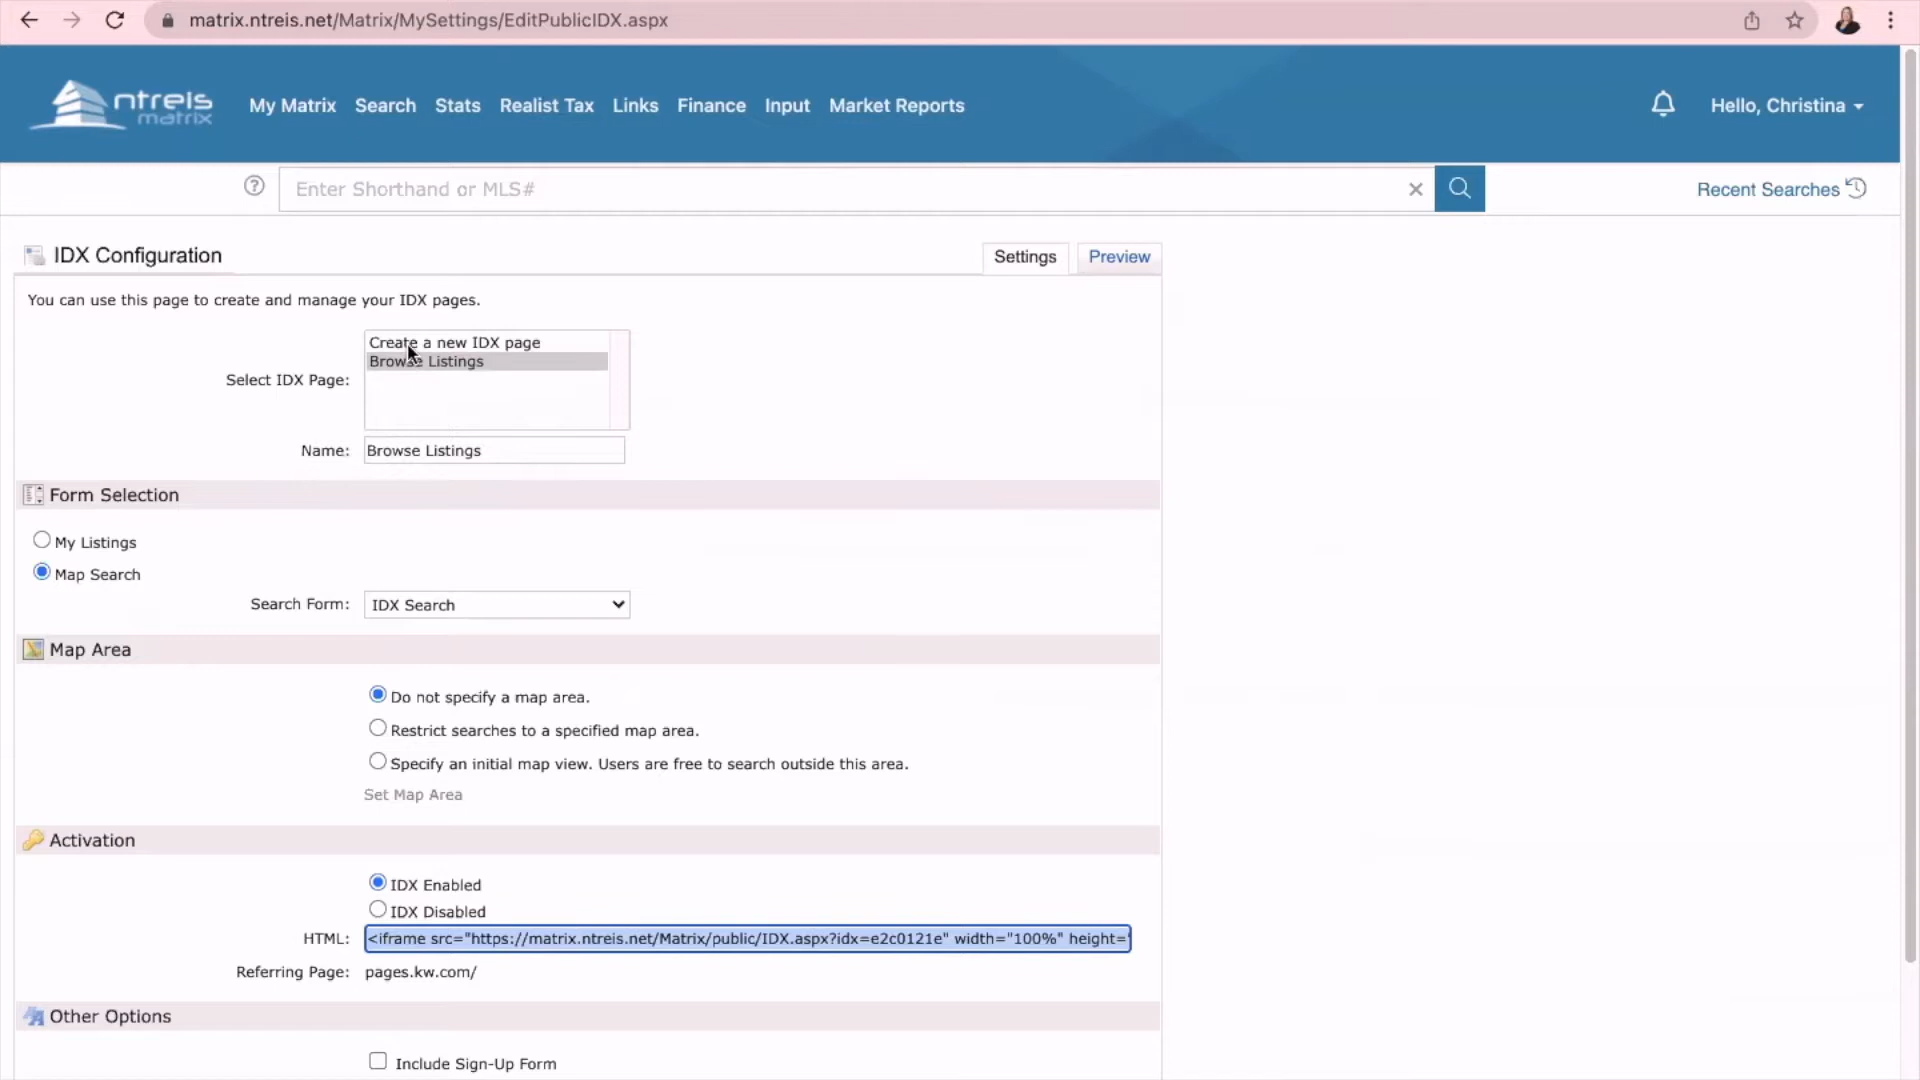 matrix.ntreis.net/Matrix/MySettings/EditPublicIDX.aspx
ntreis matrix
My Matrix Search Stats Realist Tax Links Finance Input Market Reports
Hello, Christina
Enter Shorthand or MLS#
Recent Searches
IDX Configuration
Settings Preview
You can use this page to create and manage your IDX pages.
Create a new IDX page
Browse Listings
Select IDX Page:
Name: Browse Listings
Form Selection
My Listings
Map Search
Search Form: IDX Search
Map Area
Do not specify a map area.
Restrict searches to a specified map area.
Specify an initial map view. Users are free to search outside this area.
Set Map Area
Activation
IDX Enabled
IDX Disabled
HTML: <iframe src="https://matrix.ntreis.net/Matrix/public/IDX.aspx?idx=e2c0121e" width="100%" height="
Referring Page: pages.kw.com/
Other Options
Include Sign-Up Form